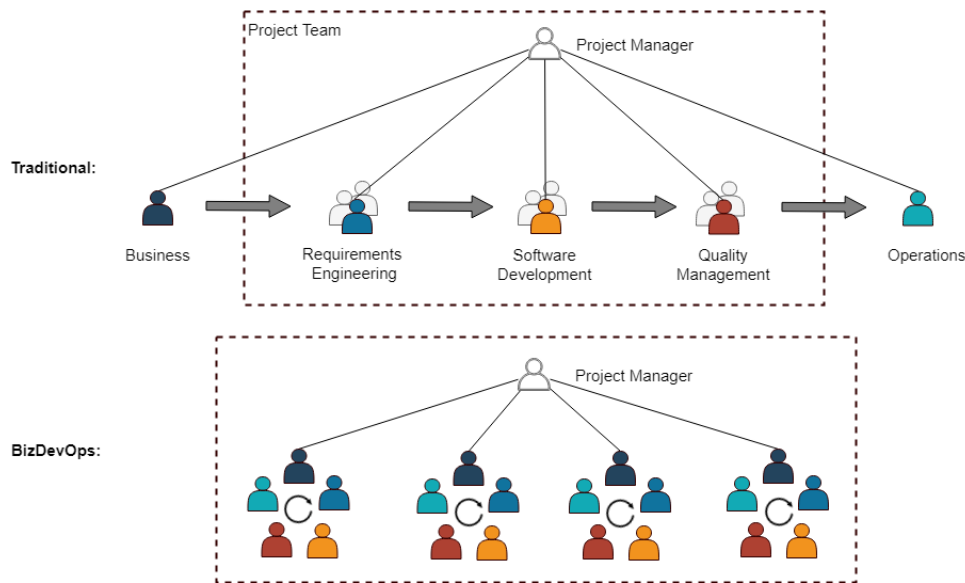 Project Team
Project Manager
Traditional:
Business
Requirements
Engineering
Software
Development
Quality
Management
Operations
Project Manager
BizDevOps: